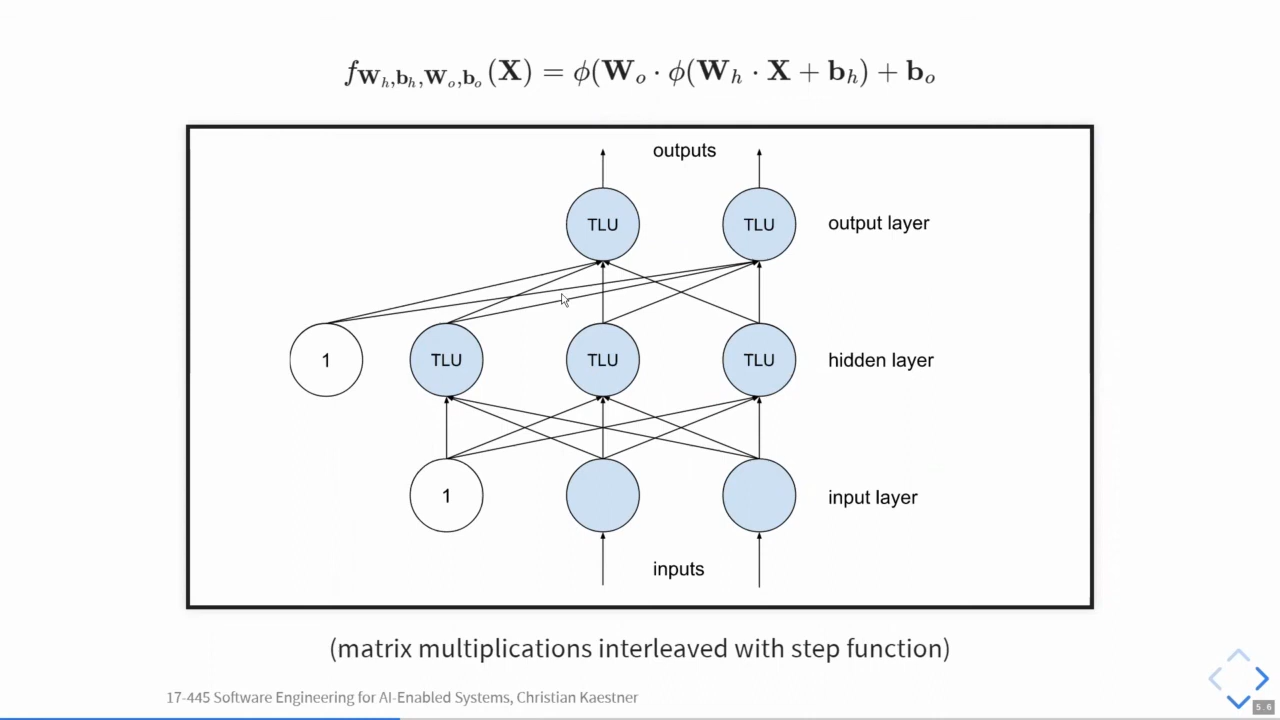 f_{W_h,b_h,W_o,b_o}(X) = ϕ(W_o · ϕ(W_h · X + b_h) + b_o
outputs
TLU TLU output layer
1 TLU TLU TLU hidden layer
1 input layer
inputs
(matrix multiplications interleaved with step function)
17-445 Software Engineering for AI-Enabled Systems, Christian Kaestner
5.6